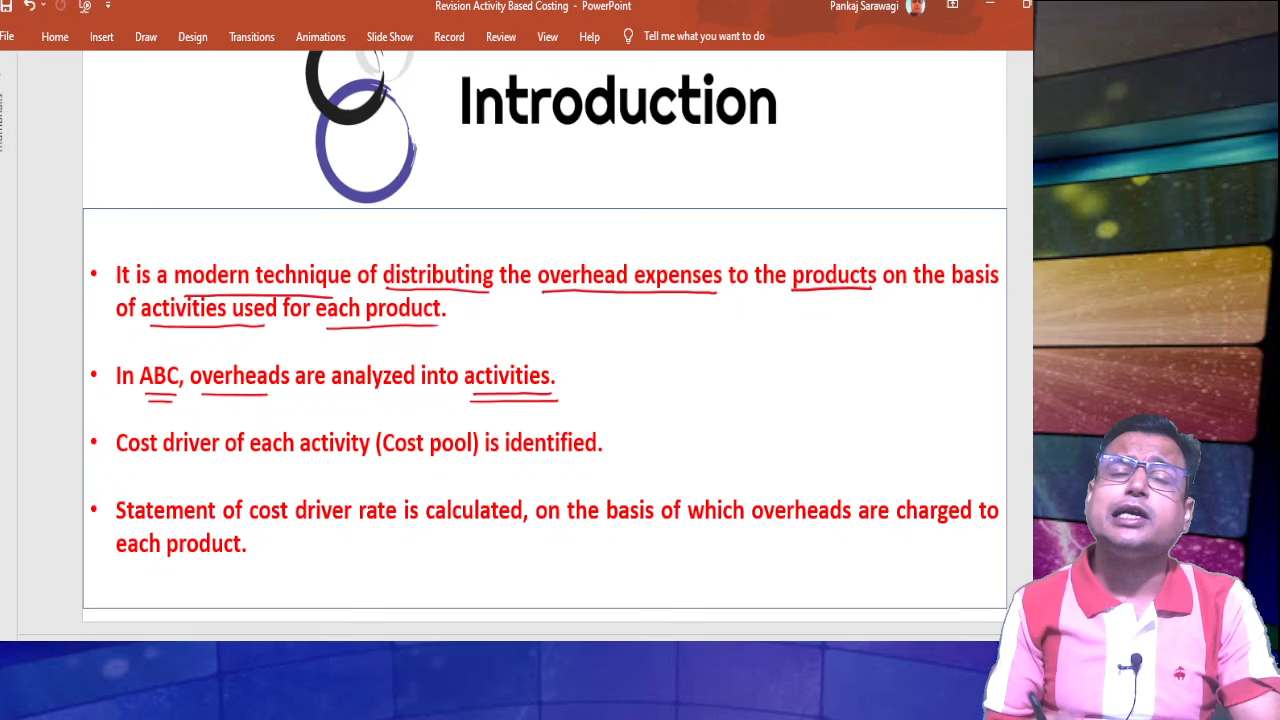 Revision Activity Based Costing - PowerPoint
Pankaj Sarawagi
File Home Insert Draw Design Transitions Animations Slide Show Record Review View Help Tell me what you want to do
Introduction
• It is a modern technique of distributing the overhead expenses to the products on the basis
of activities used for each product.
• In ABC, overheads are analyzed into activities.
• Cost driver of each activity (Cost pool) is identified.
• Statement of cost driver rate is calculated, on the basis of which overheads are charged to
each product.